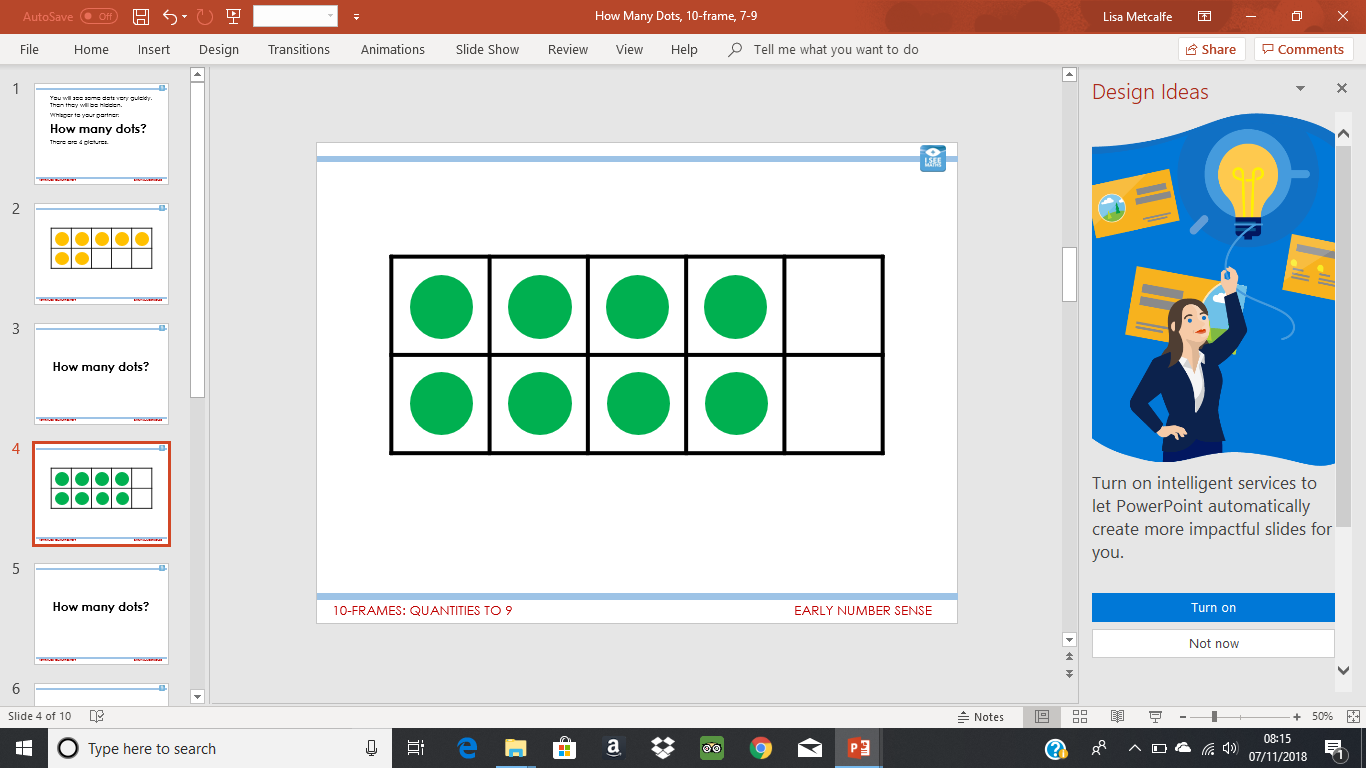 AutoSave Off
How Many Dots, 10-frame, 7-9
Lisa Metcalfe
File Home Insert Design Transitions Animations Slide Show Review View Help Tell me what you want to do
Share Comments
1
You will see some dots very quickly.
Then they will be hidden.
Whisper to your partner:
How many dots?
There are 4 pictures.
2
3
How many dots?
4
5
How many dots?
6
I SEE
MATHS
10-FRAMES: QUANTITIES TO 9
EARLY NUMBER SENSE
Design Ideas
Turn on intelligent services to
let PowerPoint automatically
create more impactful slides for
you.
Turn on
Not now
Slide 4 of 10
Notes
50%
Type here to search
08:15
07/11/2018
1